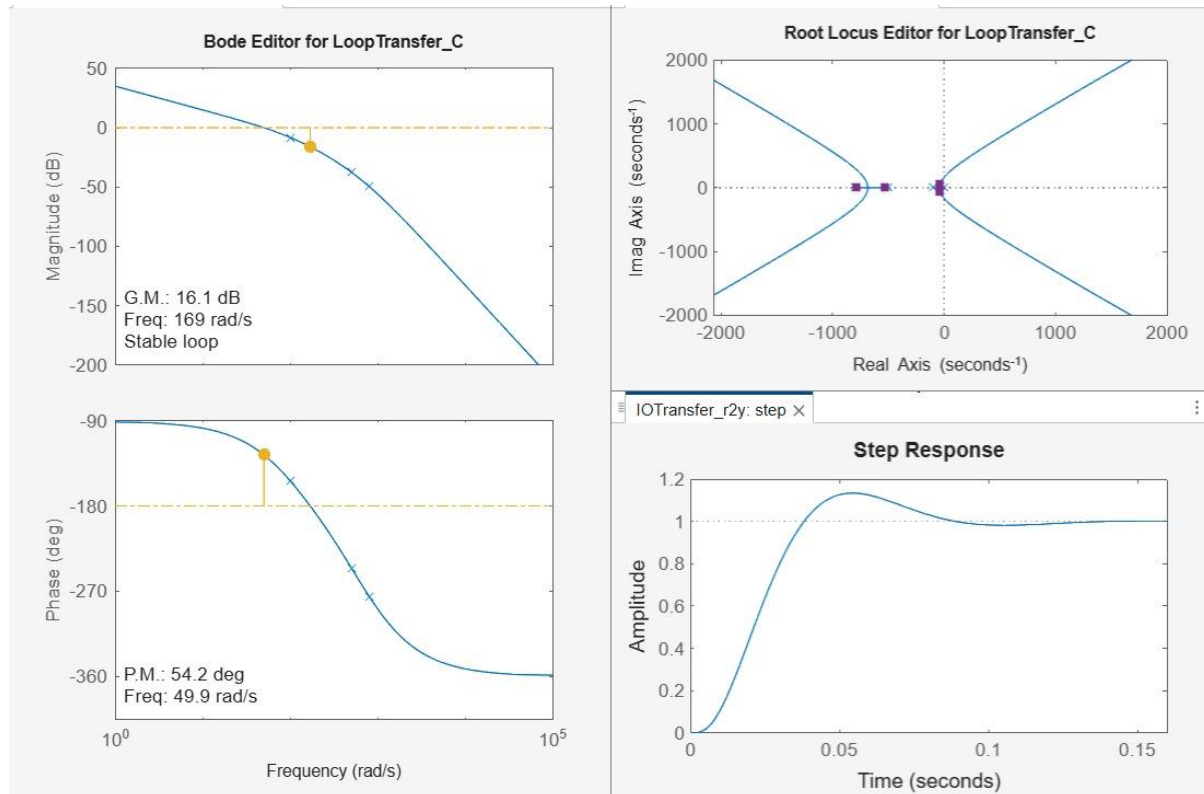 Bode Editor for LoopTransfer_C
50
0
-50
-100
-150
-200
Magnitude (dB)
G.M.: 16.1 dB
Freq: 169 rad/s
Stable loop
-90
-180
-270
-360
Phase (deg)
P.M.: 54.2 deg
Freq: 49.9 rad/s
10⁰
10⁵
Frequency (rad/s)
Root Locus Editor for LoopTransfer_C
2000
1000
0
-1000
-2000
Imag Axis (seconds⁻¹)
-2000
-1000
0
1000
2000
Real Axis (seconds⁻¹)
IOTransfer_r2y: step
Step Response
1.2
1
0.8
0.6
0.4
0.2
0
Amplitude
0
0.05
0.1
0.15
Time (seconds)